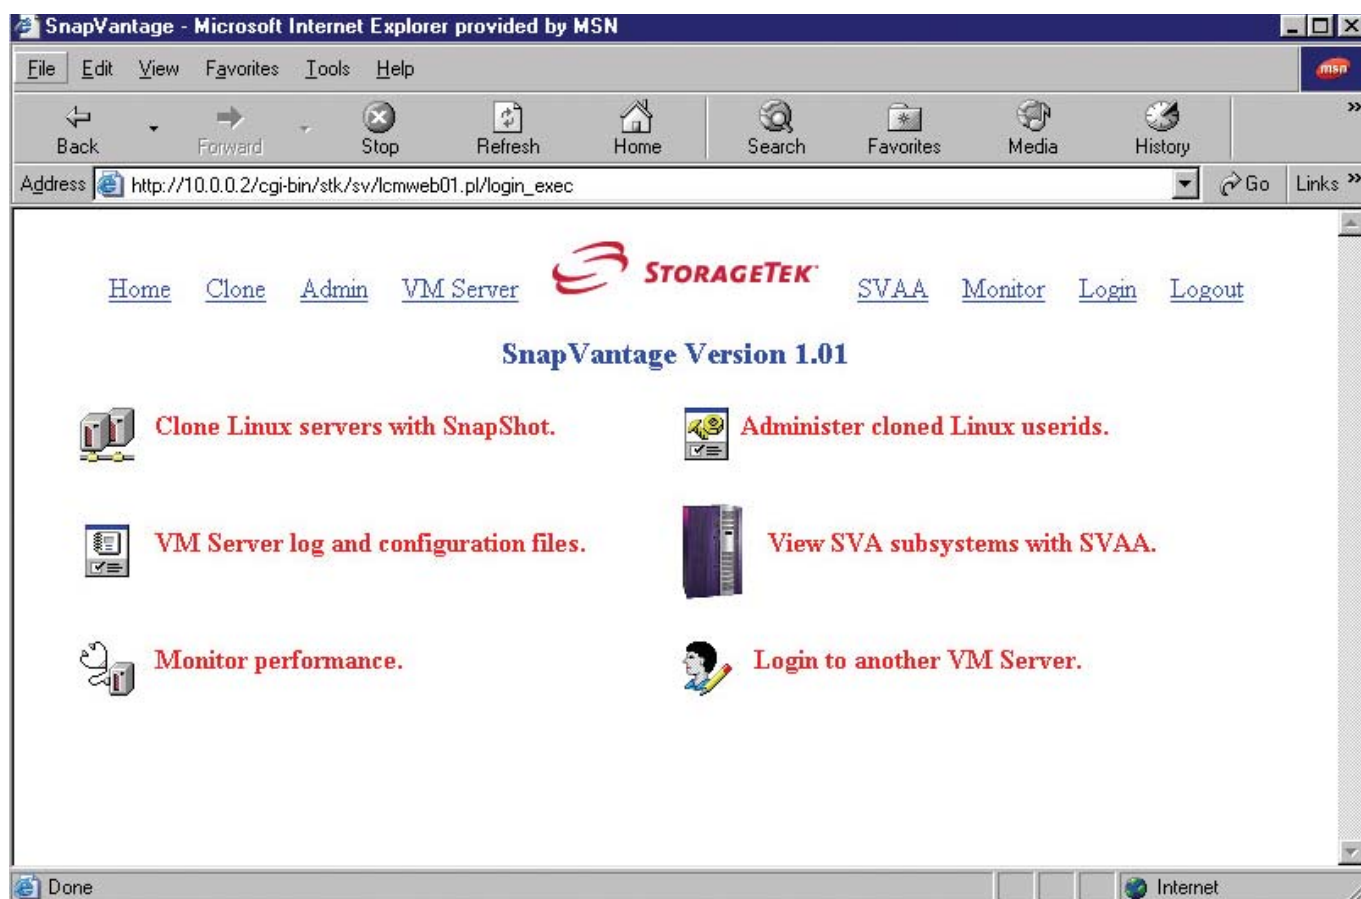 SnapVantage - Microsoft Internet Explorer provided by MSN
File Edit View Favorites Tools Help
msn
Back Forward Stop Refresh Home Search Favorites Media History »
Address http://10.0.0.2/cgi-bin/stk/sv/lcmweb01.pl/login_exec Go Links »
Home Clone Admin VM Server STORAGETEK SVAA Monitor Login Logout
SnapVantage Version 1.01
Clone Linux servers with SnapShot. Administer cloned Linux userids.
VM Server log and configuration files. View SVA subsystems with SVAA.
Monitor performance. Login to another VM Server.
Done Internet